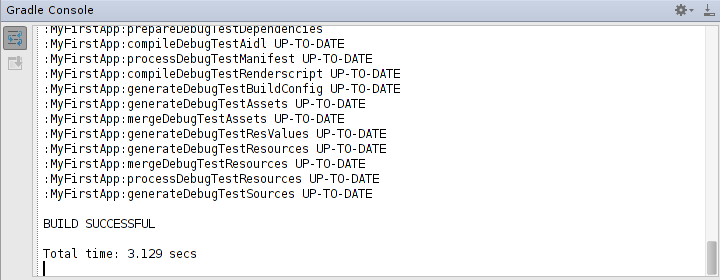 Gradle Console
:MyFirstApp:prepareDebugTestDependencies
:MyFirstApp:compileDebugTestAidl UP-TO-DATE
:MyFirstApp:processDebugTestManifest UP-TO-DATE
:MyFirstApp:compileDebugTestRenderscript UP-TO-DATE
:MyFirstApp:generateDebugTestBuildConfig UP-TO-DATE
:MyFirstApp:generateDebugTestAssets UP-TO-DATE
:MyFirstApp:mergeDebugTestAssets UP-TO-DATE
:MyFirstApp:generateDebugTestResValues UP-TO-DATE
:MyFirstApp:generateDebugTestResources UP-TO-DATE
:MyFirstApp:mergeDebugTestResources UP-TO-DATE
:MyFirstApp:processDebugTestResources UP-TO-DATE
:MyFirstApp:generateDebugTestSources UP-TO-DATE
BUILD SUCCESSFUL
Total time: 3.129 secs